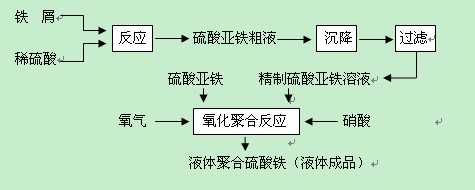 铁 屑
稀硫酸
反应
硫酸亚铁粗液
沉降
过滤
硫酸亚铁
精制硫酸亚铁溶液
氧气
氧化聚合反应
硝酸
液体聚合硫酸铁（液体成品）